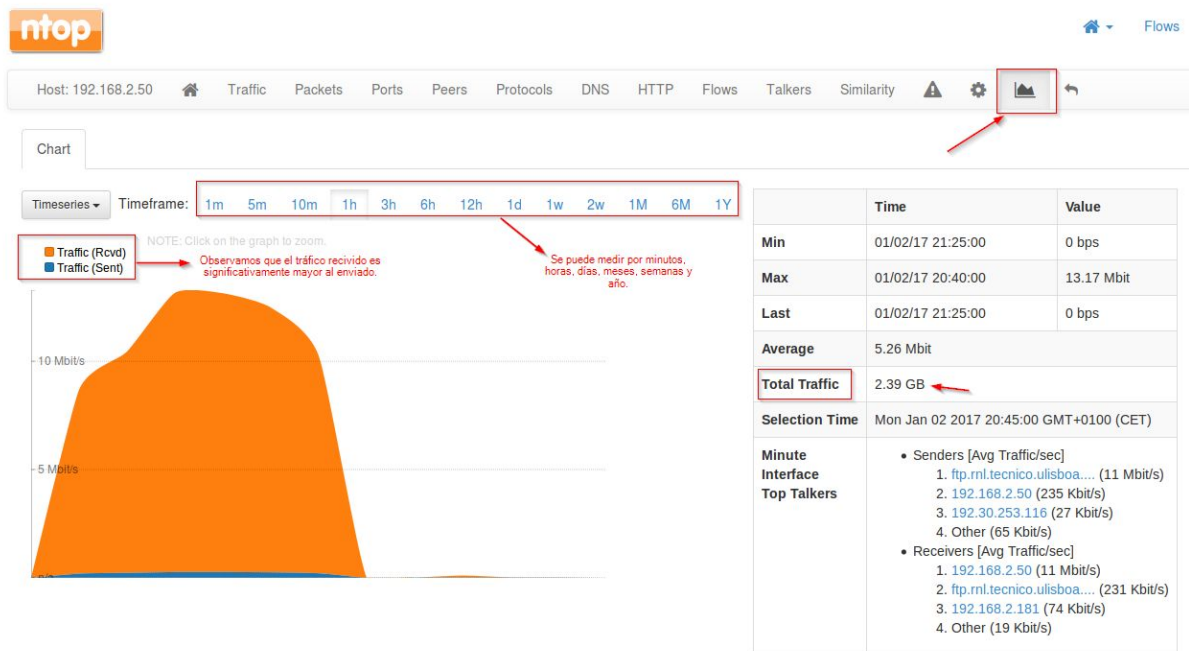 ntop
Flows
Host: 192.168.2.50 Traffic Packets Ports Peers Protocols DNS HTTP Flows Talkers Similarity
Chart
Timeseries Timeframe: 1m 5m 10m 1h 3h 6h 12h 1d 1w 2w 1M 6M 1Y
NOTE: Click on the graph to zoom.
Traffic (Rcvd)
Traffic (Sent)
Observamos que el tráfico recivido es
significativamente mayor al enviado.
Se puede medir por minutos,
horas, días, meses, semanas y
año.
10 Mbit/s
5 Mbit/s
Time Value
Min 01/02/17 21:25:00 0 bps
Max 01/02/17 20:40:00 13.17 Mbit
Last 01/02/17 21:25:00 0 bps
Average 5.26 Mbit
Total Traffic 2.39 GB
Selection Time Mon Jan 02 2017 20:45:00 GMT+0100 (CET)
Minute
Interface
Top Talkers
• Senders [Avg Traffic/sec]
1. ftp.rnl.tecnico.ulisboa.... (11 Mbit/s)
2. 192.168.2.50 (235 Kbit/s)
3. 192.30.253.116 (27 Kbit/s)
4. Other (65 Kbit/s)
• Receivers [Avg Traffic/sec]
1. 192.168.2.50 (11 Mbit/s)
2. ftp.rnl.tecnico.ulisboa.... (231 Kbit/s)
3. 192.168.2.181 (74 Kbit/s)
4. Other (19 Kbit/s)